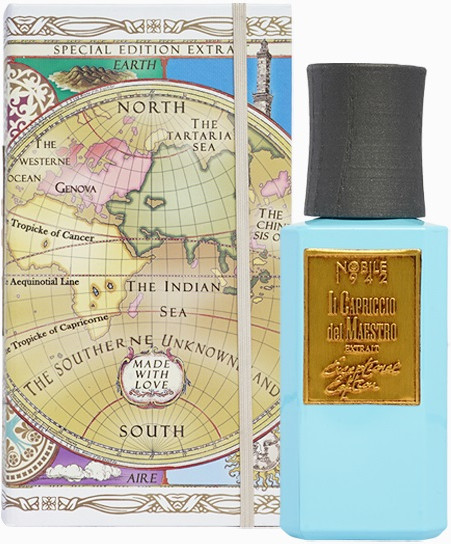 SPECIAL EDITION EXTRA
EARTH
NORTH
THE
TARTARIA
SEA
THE
WESTERNE
OCEAN
GENOVA
THE
CHIN
SIS O
Tropicke of Cancer
Aequinotial Line
THE INDIAN
SEA
The Tropicke of Capricorne
THE SOUTHERNE UNKNOWNE LAND
MADE
WITH
LOVE
SOUTH
AIRE
NOBILE
1942
IL CAPRICCIO
del MAESTRO
EXTRAIT
Exceptional
Edition